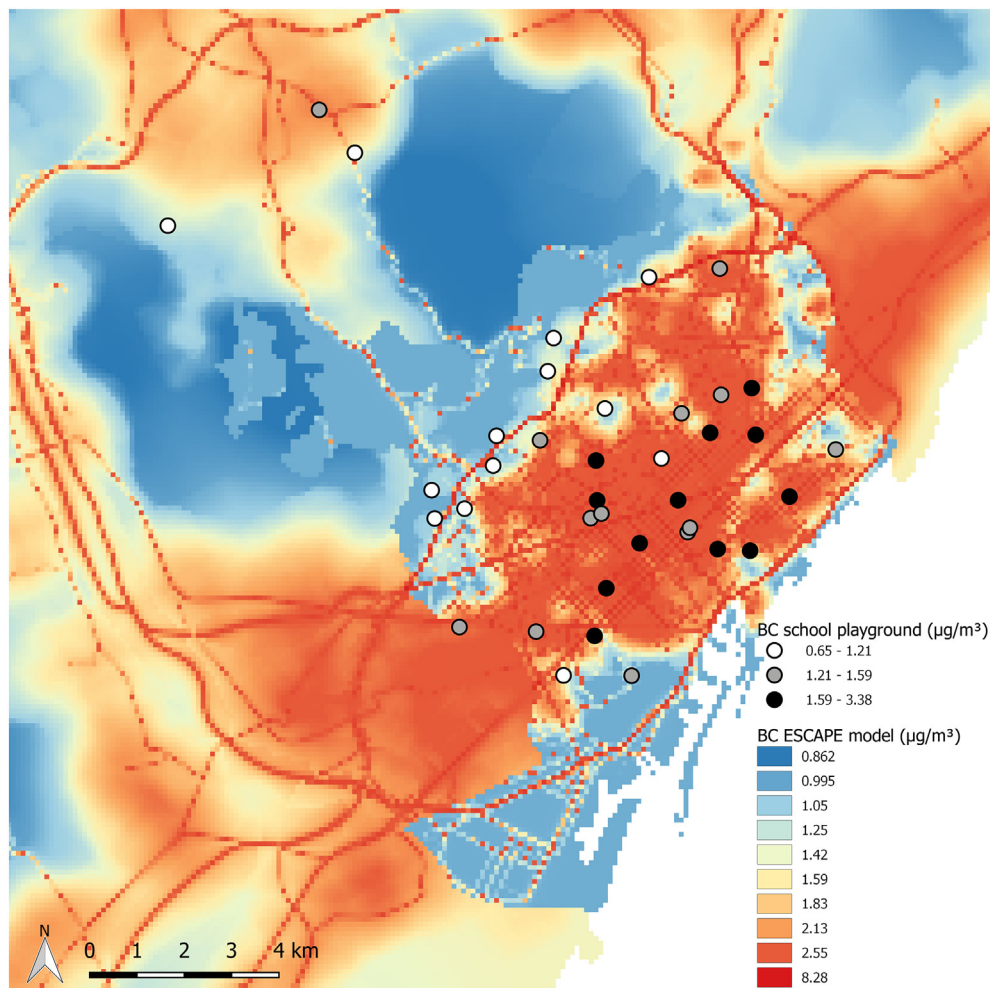 BC school playground (µg/m³)
0.65 - 1.21
1.21 - 1.59
1.59 - 3.38
BC ESCAPE model (µg/m³)
0.862
0.995
1.05
1.25
1.42
1.59
1.83
2.13
2.55
8.28
N
0 1 2 3 4 km